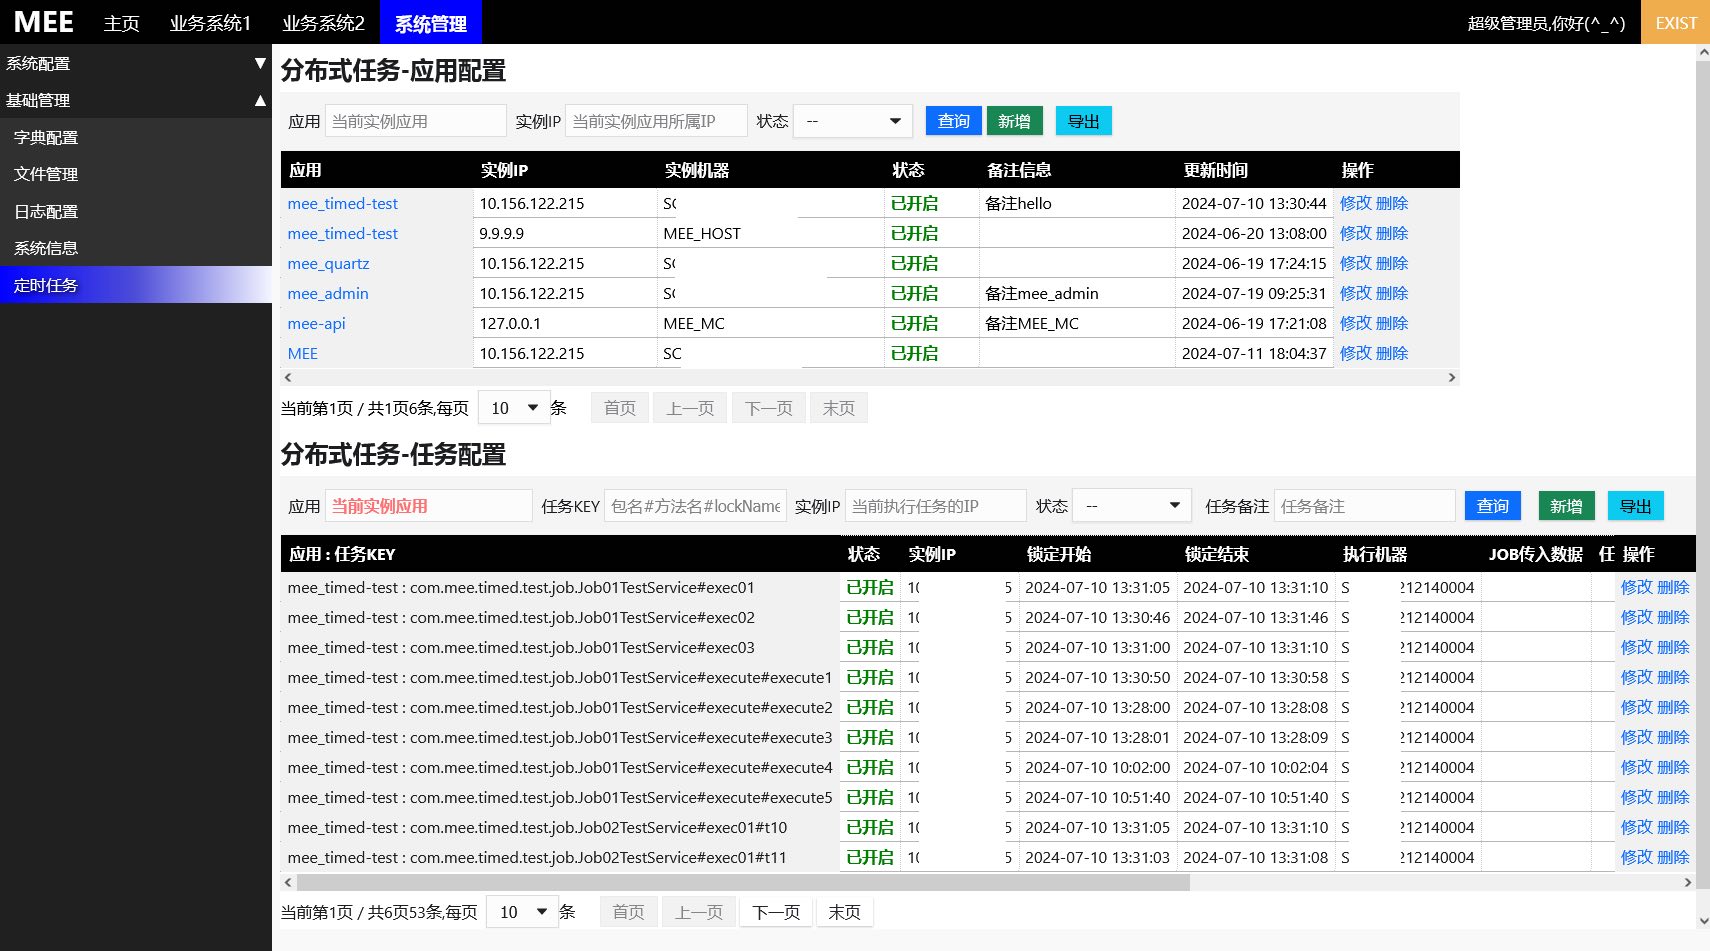 MEE 主页 业务系统1 业务系统2 系统管理 超级管理员,你好(^_^) EXIST
系统配置 ▼
基础管理 ▲
字典配置
文件管理
日志配置
系统信息
定时任务
分布式任务-应用配置
应用 当前实例应用 实例IP 当前实例应用所属IP 状态 -- 查询 新增 导出
应用 实例IP 实例机器 状态 备注信息 更新时间 操作
mee_timed-test 10.156.122.215 SC 已开启 备注hello 2024-07-10 13:30:44 修改 删除
mee_timed-test 9.9.9.9 MEE_HOST 已开启 2024-06-20 13:08:00 修改 删除
mee_quartz 10.156.122.215 SC 已开启 2024-06-19 17:24:15 修改 删除
mee_admin 10.156.122.215 SC 已开启 备注mee_admin 2024-07-19 09:25:31 修改 删除
mee-api 127.0.0.1 MEE_MC 已开启 备注MEE_MC 2024-06-19 17:21:08 修改 删除
MEE 10.156.122.215 SC 已开启 2024-07-11 18:04:37 修改 删除
当前第1页 / 共1页6条,每页 10 条 首页 上一页 下一页 末页
分布式任务-任务配置
应用 当前实例应用 任务KEY 包名#方法名#lockName 实例IP 当前执行任务的IP 状态 -- 任务备注 任务备注 查询 新增 导出
应用 : 任务KEY 状态 实例IP 锁定开始 锁定结束 执行机器 JOB传入数据 任 操作
mee_timed-test : com.mee.timed.test.job.Job01TestService#exec01 已开启 10 5 2024-07-10 13:31:05 2024-07-10 13:31:10 S 212140004 修改 删除
mee_timed-test : com.mee.timed.test.job.Job01TestService#exec02 已开启 10 5 2024-07-10 13:30:46 2024-07-10 13:31:46 S 212140004 修改 删除
mee_timed-test : com.mee.timed.test.job.Job01TestService#exec03 已开启 10 5 2024-07-10 13:31:00 2024-07-10 13:31:10 S 212140004 修改 删除
mee_timed-test : com.mee.timed.test.job.Job01TestService#execute#execute1 已开启 10 5 2024-07-10 13:30:50 2024-07-10 13:30:58 S 212140004 修改 删除
mee_timed-test : com.mee.timed.test.job.Job01TestService#execute#execute2 已开启 10 5 2024-07-10 13:28:00 2024-07-10 13:28:08 S 212140004 修改 删除
mee_timed-test : com.mee.timed.test.job.Job01TestService#execute#execute3 已开启 10 5 2024-07-10 13:28:01 2024-07-10 13:28:09 S 212140004 修改 删除
mee_timed-test : com.mee.timed.test.job.Job01TestService#execute#execute4 已开启 10 5 2024-07-10 10:02:00 2024-07-10 10:02:04 S 212140004 修改 删除
mee_timed-test : com.mee.timed.test.job.Job01TestService#execute#execute5 已开启 10 5 2024-07-10 10:51:40 2024-07-10 10:51:40 S 212140004 修改 删除
mee_timed-test : com.mee.timed.test.job.Job02TestService#exec01#t10 已开启 10 5 2024-07-10 13:31:05 2024-07-10 13:31:10 S 212140004 修改 删除
mee_timed-test : com.mee.timed.test.job.Job02TestService#exec01#t11 已开启 10 5 2024-07-10 13:31:03 2024-07-10 13:31:08 S 212140004 修改 删除
当前第1页 / 共6页53条,每页 10 条 首页 上一页 下一页 末页